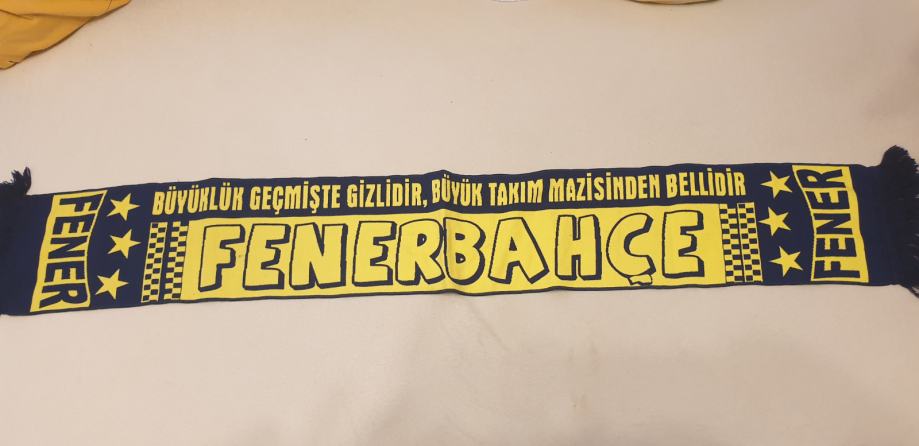 BÜYÜKLÜK GEÇMİŞTE GİZLİDİR, BÜYÜK TAKIM MAZİSİNDEN BELLİDİR
FENER
FENERBAHÇE
FENER